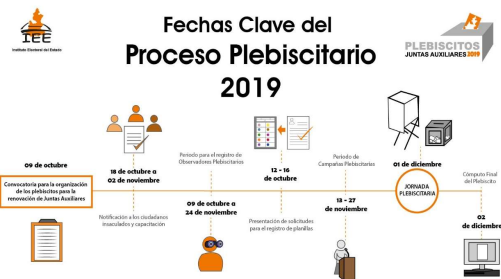 IEE
Instituto Electoral del Estado
Fechas Clave del
Proceso Plebiscitario
2019
PLEBISCITOS
JUNTAS AUXILIARES 2019
09 de octubre
Convocatoria para la organización
de los plebiscitos para la
renovación de Juntas Auxiliares
18 de octubre a
02 de noviembre
Notificación a los ciudadanos
insaculados y capacitación
Período para el registro de
Observadores Plebiscitarios
09 de octubre a
24 de noviembre
12 - 16
de octubre
Presentación de solicitudes
para el registro de planillas
Período de
Campañas Plebiscitarias
13 - 27
de noviembre
01 de diciembre
JORNADA
PLEBISCITARIA
Cómputo Final
del Plebiscito
02
de diciembre